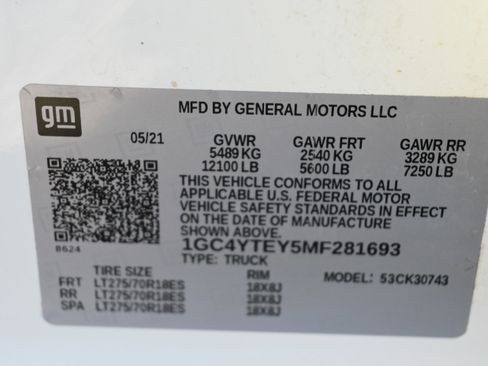 gm
MFD BY GENERAL MOTORS LLC
05/21 GVWR GAWR FRT GAWR RR
5489 KG 2540 KG 3289 KG
12100 LB 5600 LB 7250 LB
THIS VEHICLE CONFORMS TO ALL
APPLICABLE U.S. FEDERAL MOTOR
VEHICLE SAFETY STANDARDS IN EFFECT
ON THE DATE OF MANUFACTURE
SHOWN ABOVE.
8624
1GC4YTEY5MF281693
TYPE: TRUCK
TIRE SIZE RIM MODEL: 53CK30743
FRT LT275/70R18ES 18X8J
RR LT275/70R18ES 18X8J
SPA LT275/70R18ES 18X8J